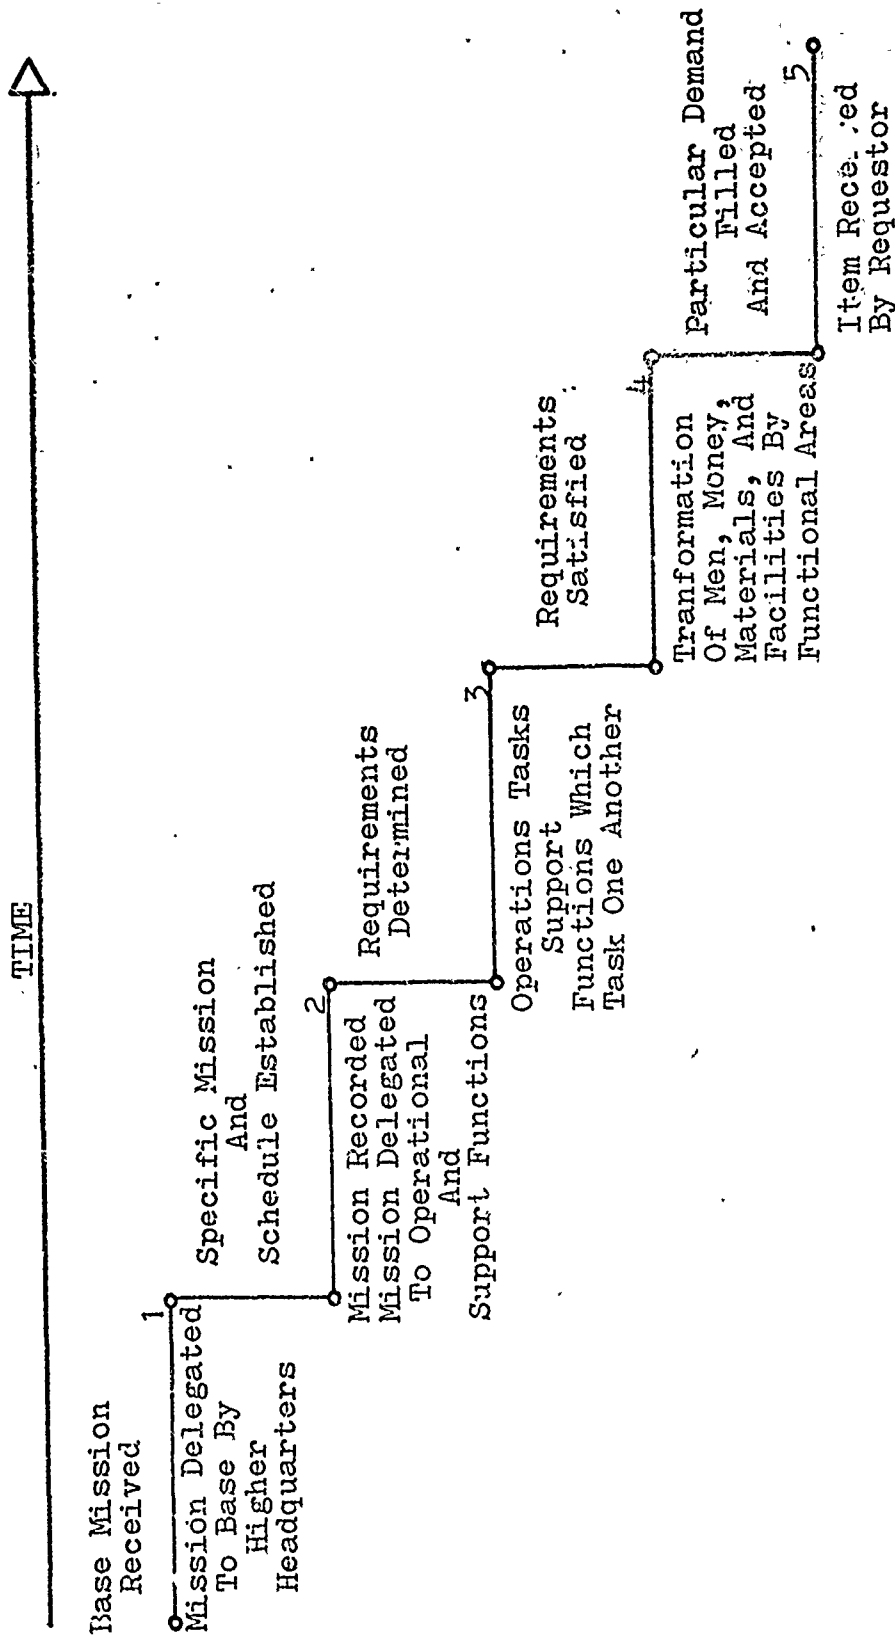 TIME
Base Mission
Received
1
Mission Delegated
To Base By
Higher
Headquarters
Specific Mission
And
Schedule Established
2
Mission Recorded
Mission Delegated
To Operational
And
Support Functions
Requirements
Determined
3
Operations Tasks
Support
Functions Which
Task One Another
Requirements
Satisfied
4
Tranformation
Of Men, Money,
Materials, And
Facilities By
Functional Areas
Particular Demand
Filled
And Accepted
5
Item
By Requestor